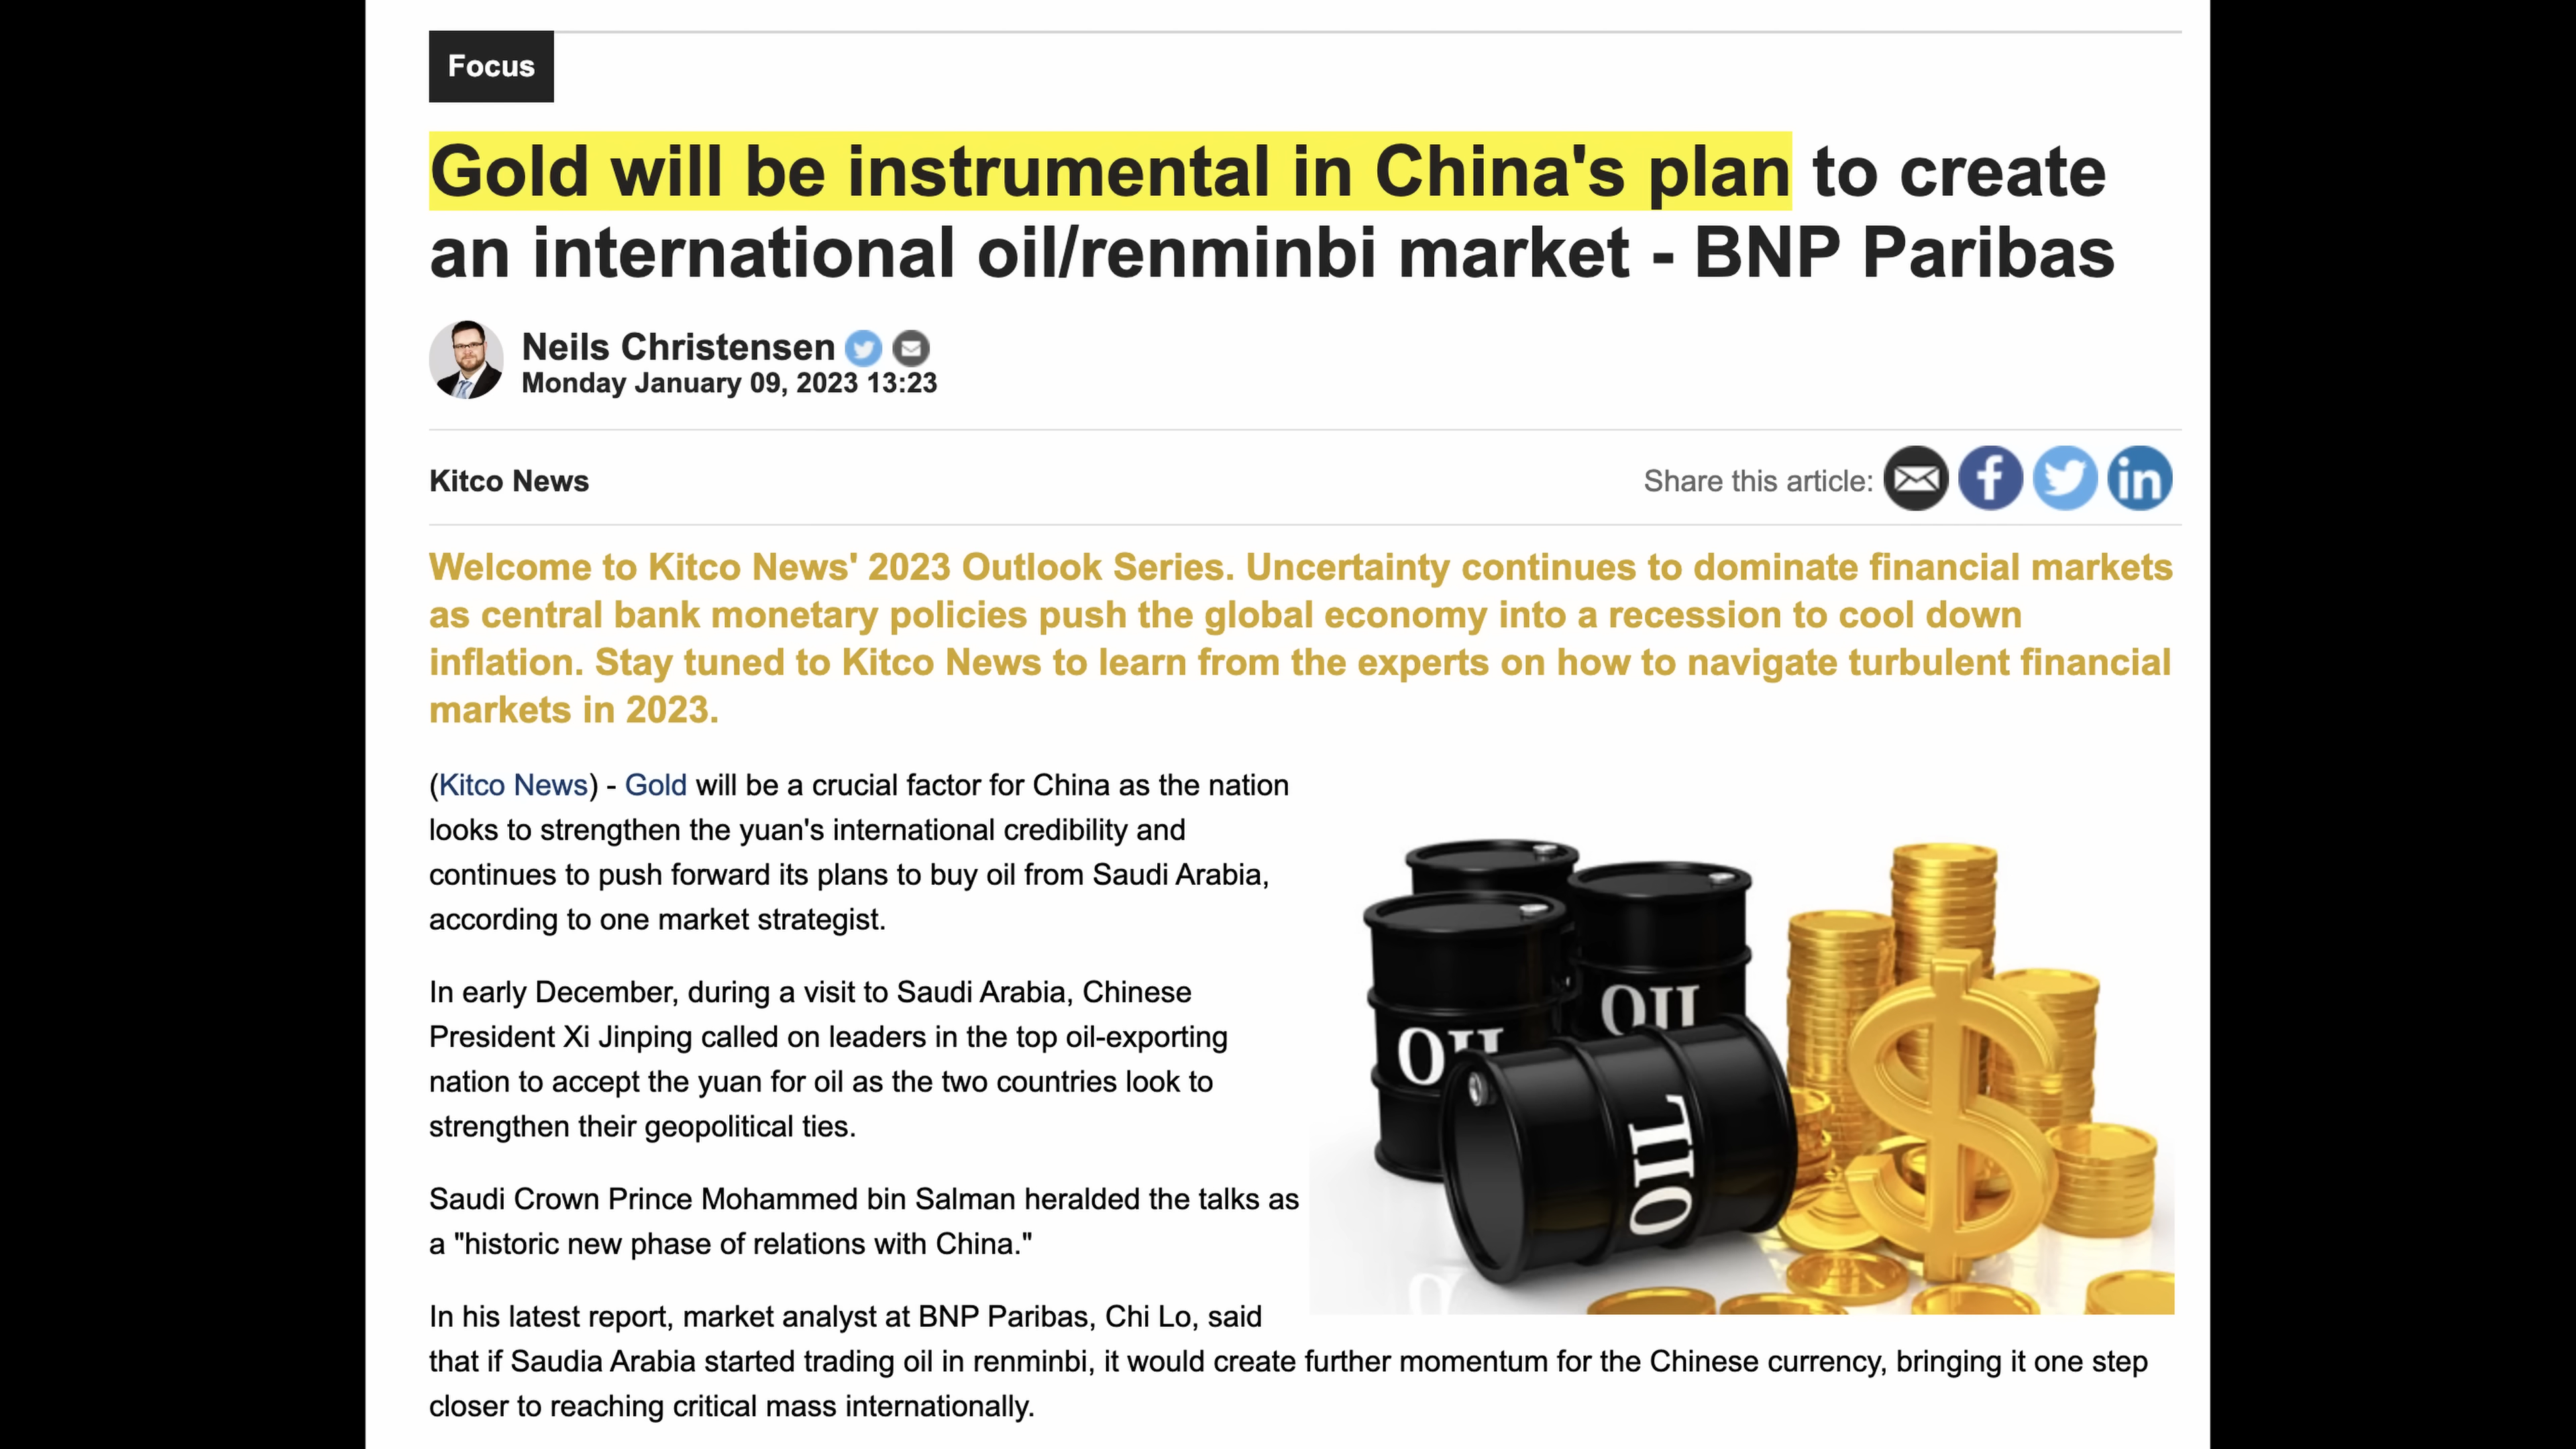 Focus
Gold will be instrumental in China's plan to create
an international oil/renminbi market - BNP Paribas
Neils Christensen
Monday January 09, 2023 13:23
Kitco News
Share this article:
Welcome to Kitco News' 2023 Outlook Series. Uncertainty continues to dominate financial markets
as central bank monetary policies push the global economy into a recession to cool down
inflation. Stay tuned to Kitco News to learn from the experts on how to navigate turbulent financial
markets in 2023.
(Kitco News) - Gold will be a crucial factor for China as the nation
looks to strengthen the yuan's international credibility and
continues to push forward its plans to buy oil from Saudi Arabia,
according to one market strategist.
In early December, during a visit to Saudi Arabia, Chinese
President Xi Jinping called on leaders in the top oil-exporting
nation to accept the yuan for oil as the two countries look to
strengthen their geopolitical ties.
Saudi Crown Prince Mohammed bin Salman heralded the talks as
a "historic new phase of relations with China."
In his latest report, market analyst at BNP Paribas, Chi Lo, said
that if Saudia Arabia started trading oil in renminbi, it would create further momentum for the Chinese currency, bringing it one step
closer to reaching critical mass internationally.
OIL
OIL
OIL